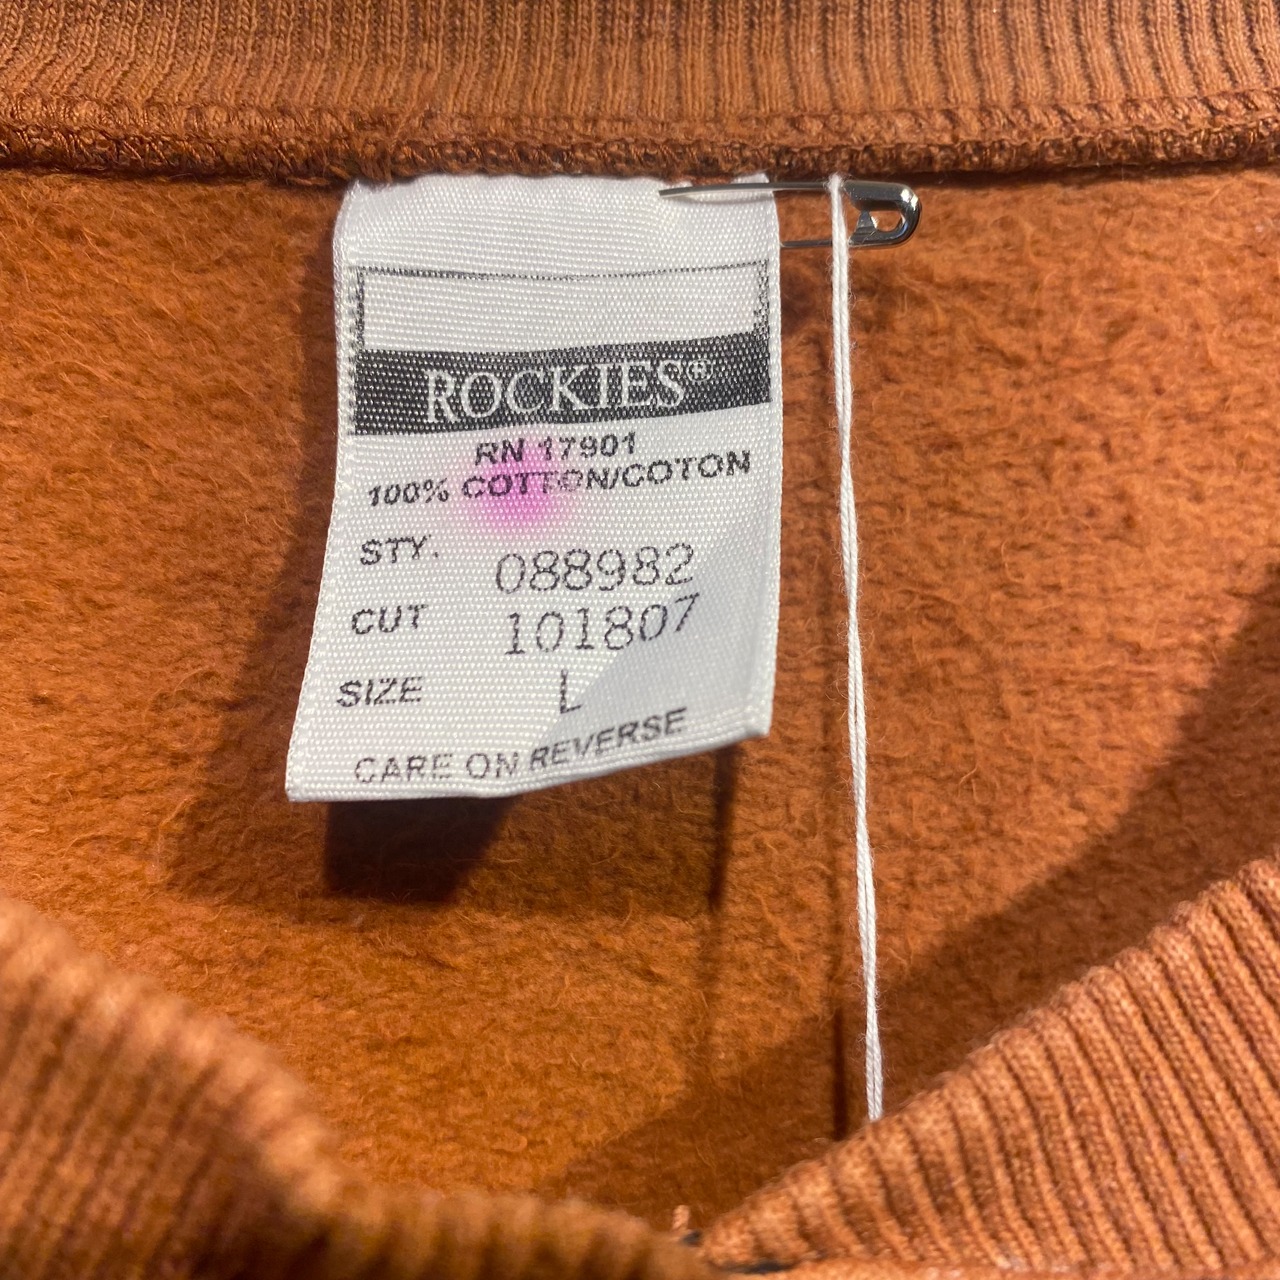 ROCKIES®
RN 17901
100% COTTON/COTON
STY. 088982
CUT 101807
SIZE L
CARE ON REVERSE